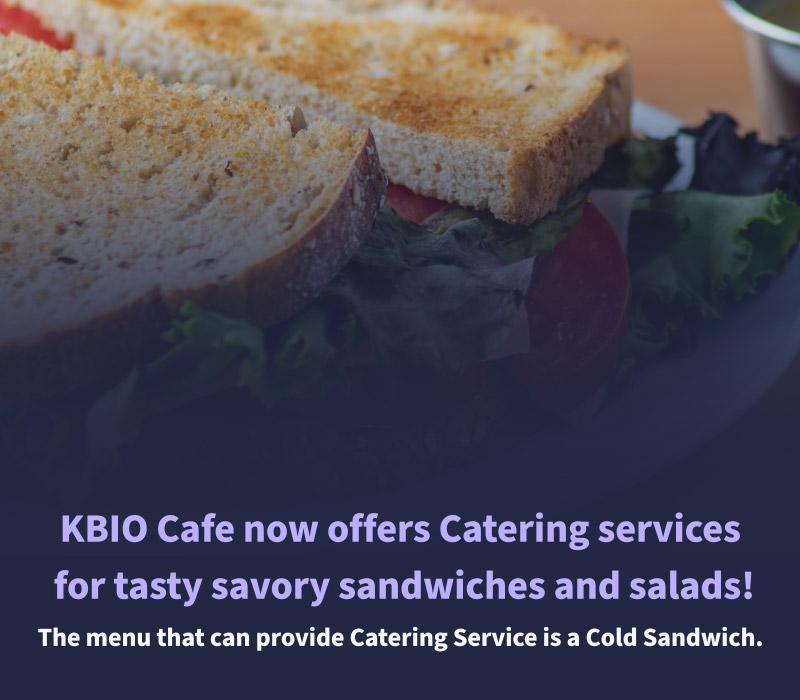 KBIO Cafe now offers Catering services
for tasty savory sandwiches and salads!
The menu that can provide Catering Service is a Cold Sandwich.